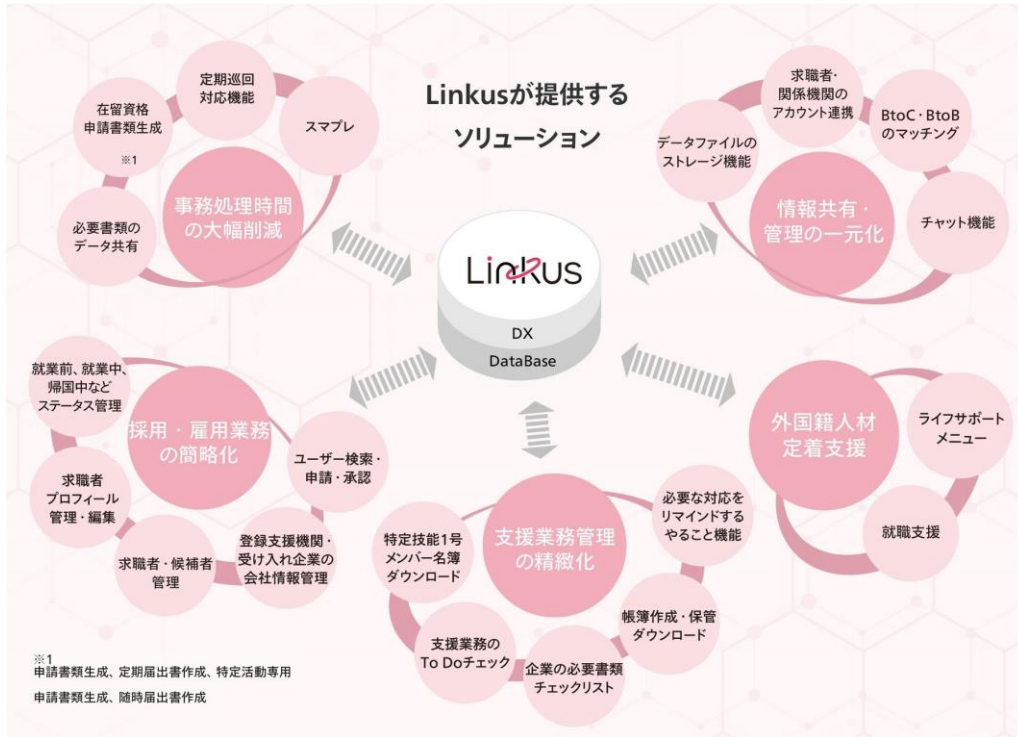 Linkusが提供する
ソリューション
定期巡回
対応機能
在留資格
申請書類生成
※1
スマプレ
必要書類の
データ共有
事務処理時間
の大幅削減
求職者・
関係機関の
アカウント連携
BtoC・BtoB
のマッチング
データファイルの
ストレージ機能
チャット機能
情報共有・
管理の一元化
Linkus
DX
DataBase
就業前、就業中、
帰国中など
ステータス管理
採用・雇用業務
の簡略化
ユーザー検索・
申請・承認
求職者
プロフィール
管理・編集
求職者・候補者
管理
登録支援機関・
受け入れ企業の
会社情報管理
支援業務管理
の精緻化
特定技能1号
メンバー名簿
ダウンロード
必要な対応を
リマインドする
やること機能
支援業務の
To Doチェック
企業の必要書類
チェックリスト
帳簿作成・保管
ダウンロード
外国籍人材
定着支援
ライフサポート
メニュー
就職支援
※1
申請書類生成、定期届出書作成、特定活動専用
申請書類生成、随時届出書作成